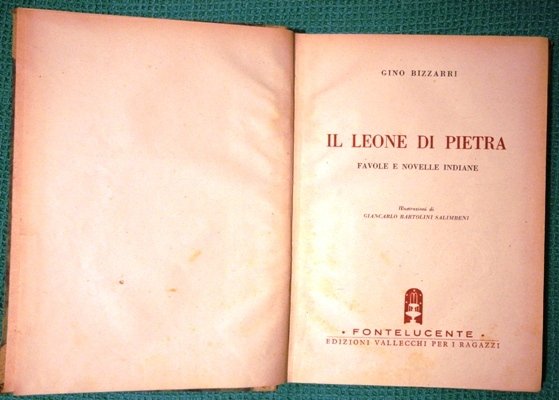 GINO BIZZARRI
IL LEONE DI PIETRA
FAVOLE E NOVELLE INDIANE
Illustrazioni di
GIANCARLO BARTOLINI SALIMBENI
• FONTELUCENTE •
EDIZIONI VALLECCHI PER I RAGAZZI